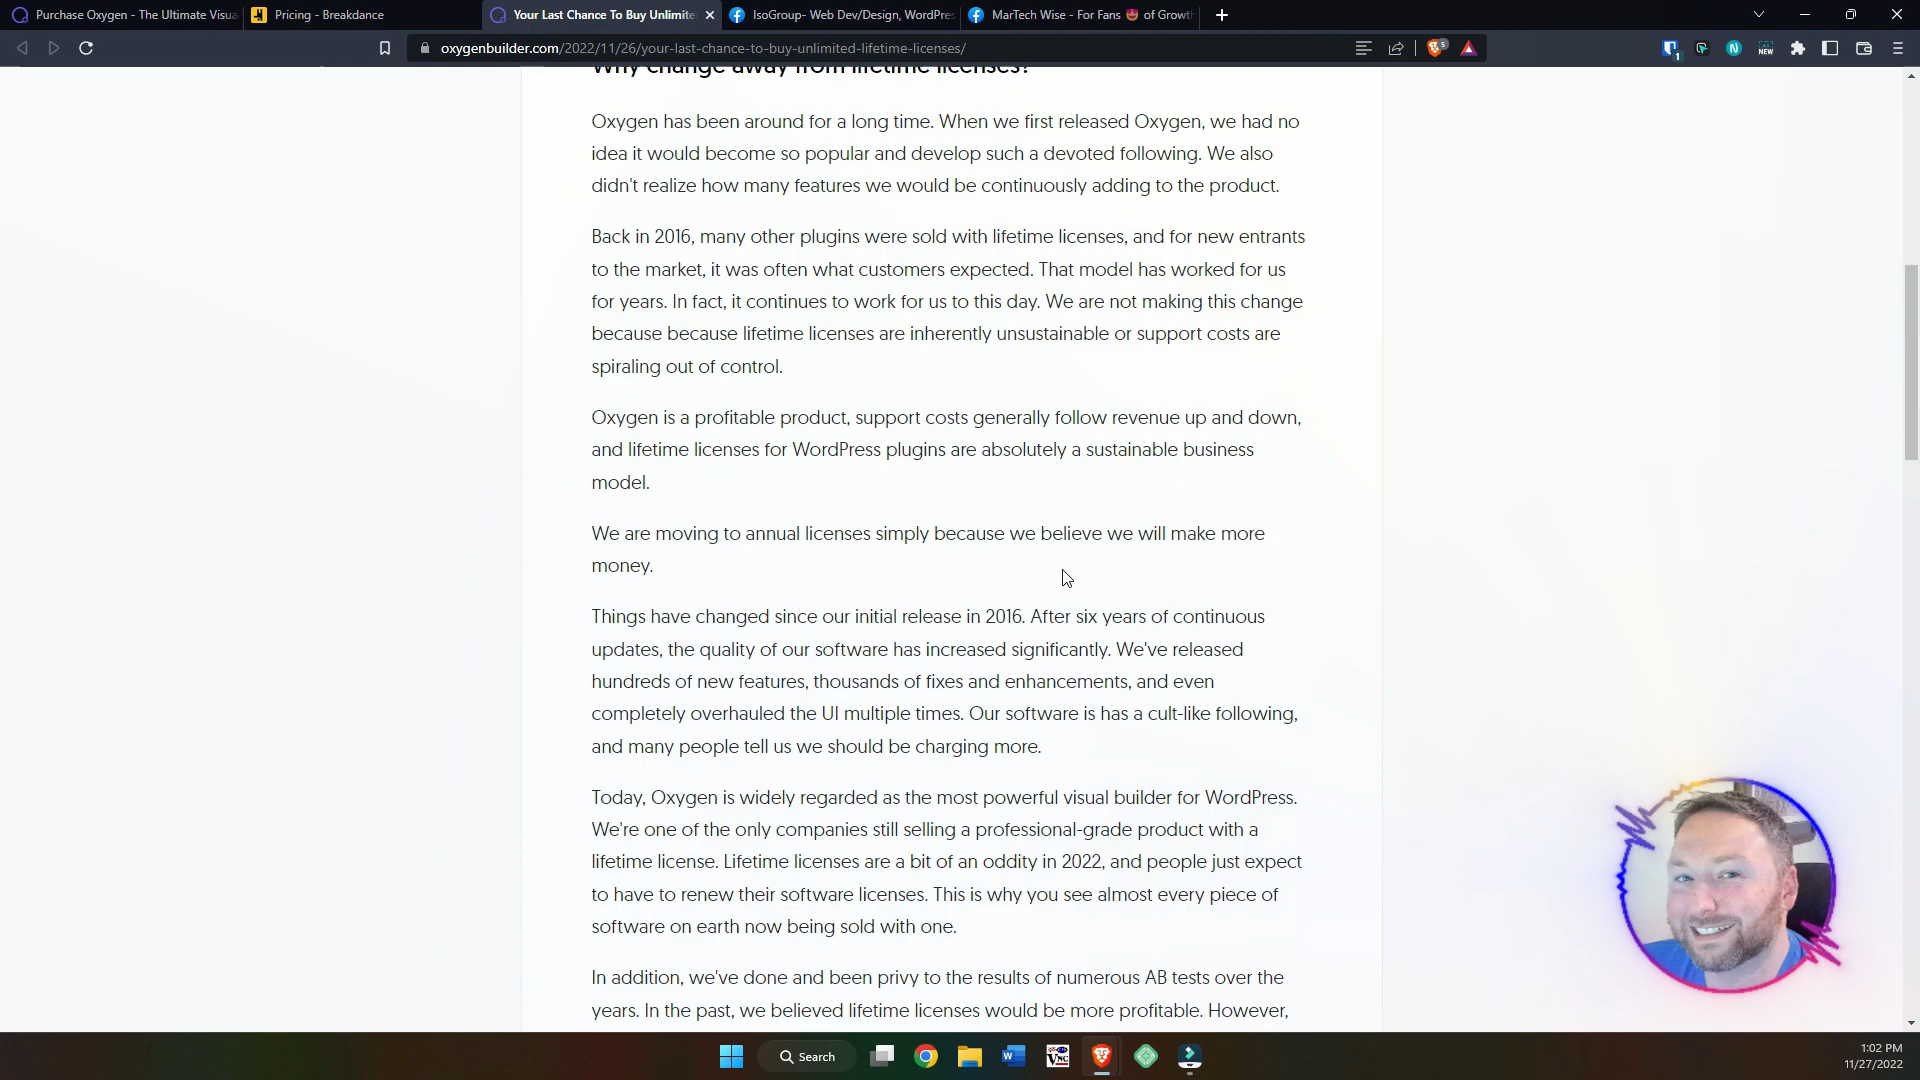 Purchase Oxygen - The Ultimate Visua
Pricing - Breakdance
Your Last Chance To Buy Unlimite
IsoGroup- Web Dev/Design, WordPres
MarTech Wise - For Fans 😈 of Growt
oxygenbuilder.com/2022/11/26/your-last-chance-to-buy-unlimited-lifetime-licenses/
Why change away from lifetime licenses?
Oxygen has been around for a long time. When we first released Oxygen, we had no
idea it would become so popular and develop such a devoted following. We also
didn't realize how many features we would be continuously adding to the product.
Back in 2016, many other plugins were sold with lifetime licenses, and for new entrants
to the market, it was often what customers expected. That model has worked for us
for years. In fact, it continues to work for us to this day. We are not making this change
because because lifetime licenses are inherently unsustainable or support costs are
spiraling out of control.
Oxygen is a profitable product, support costs generally follow revenue up and down,
and lifetime licenses for WordPress plugins are absolutely a sustainable business
model.
We are moving to annual licenses simply because we believe we will make more
money.
Things have changed since our initial release in 2016. After six years of continuous
updates, the quality of our software has increased significantly. We've released
hundreds of new features, thousands of fixes and enhancements, and even
completely overhauled the UI multiple times. Our software is has a cult-like following,
and many people tell us we should be charging more.
Today, Oxygen is widely regarded as the most powerful visual builder for WordPress.
We're one of the only companies still selling a professional-grade product with a
lifetime license. Lifetime licenses are a bit of an oddity in 2022, and people just expect
to have to renew their software licenses. This is why you see almost every piece of
software on earth now being sold with one.
In addition, we've done and been privy to the results of numerous AB tests over the
years. In the past, we believed lifetime licenses would be more profitable. However,
Search
1:02 PM
11/27/2022